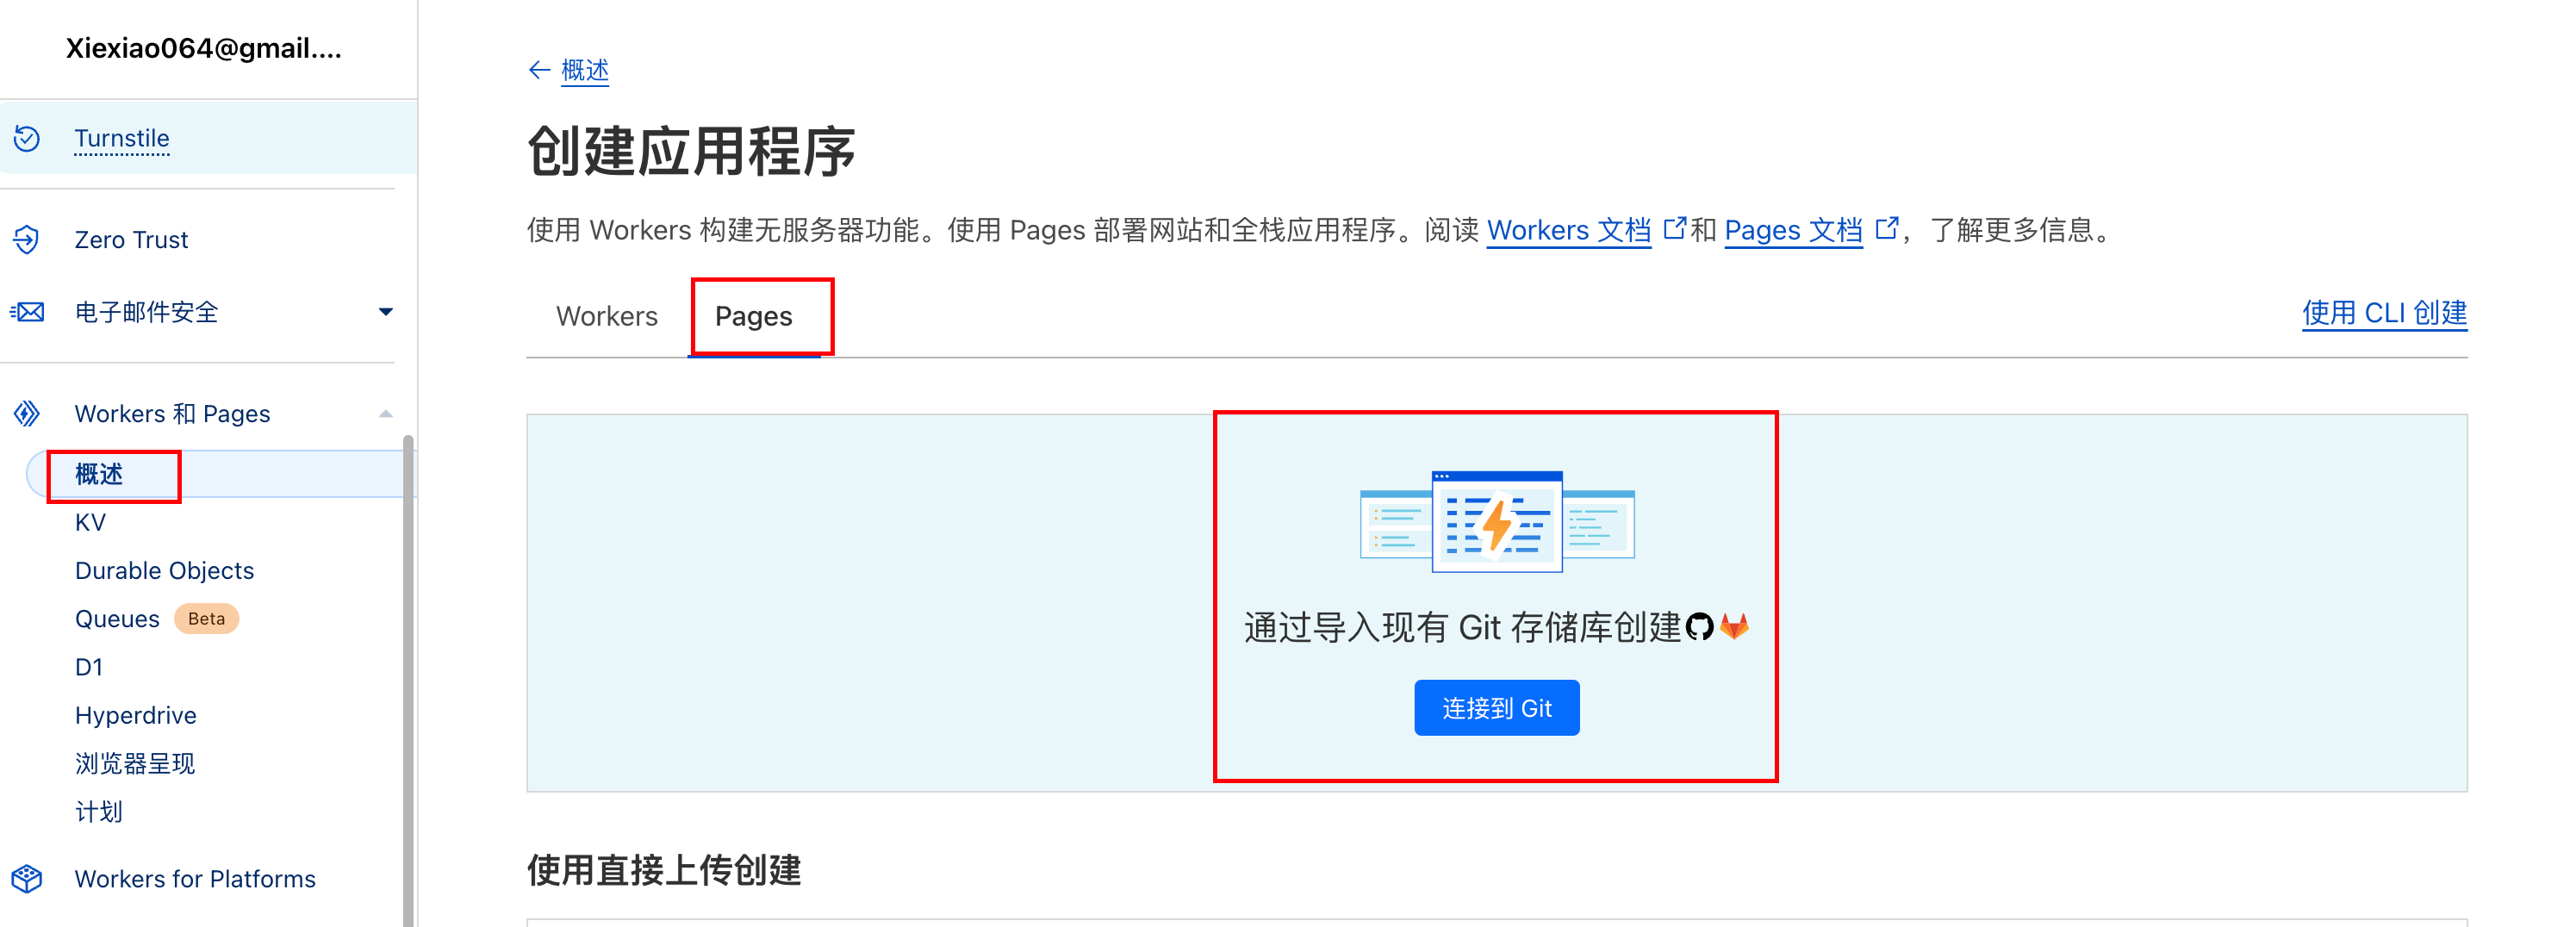 Xiexiao064@gmail....
Turnstile
Zero Trust
电子邮件安全
Workers 和 Pages
概述
KV
Durable Objects
Queues Beta
D1
Hyperdrive
浏览器呈现
计划
Workers for Platforms
← 概述
创建应用程序
使用 Workers 构建无服务器功能。使用 Pages 部署网站和全栈应用程序。阅读 Workers 文档 和 Pages 文档 ，了解更多信息。
Workers Pages 使用 CLI 创建
通过导入现有 Git 存储库创建
连接到 Git
使用直接上传创建